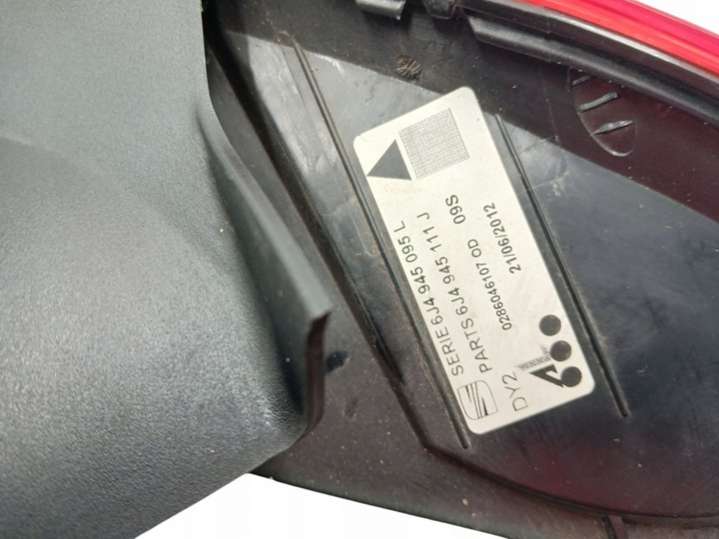 SERIE 6J4 945 095 L
PARTS 6J4 945 111 J
DY2
0286046107 OD 09S
21/06/2012